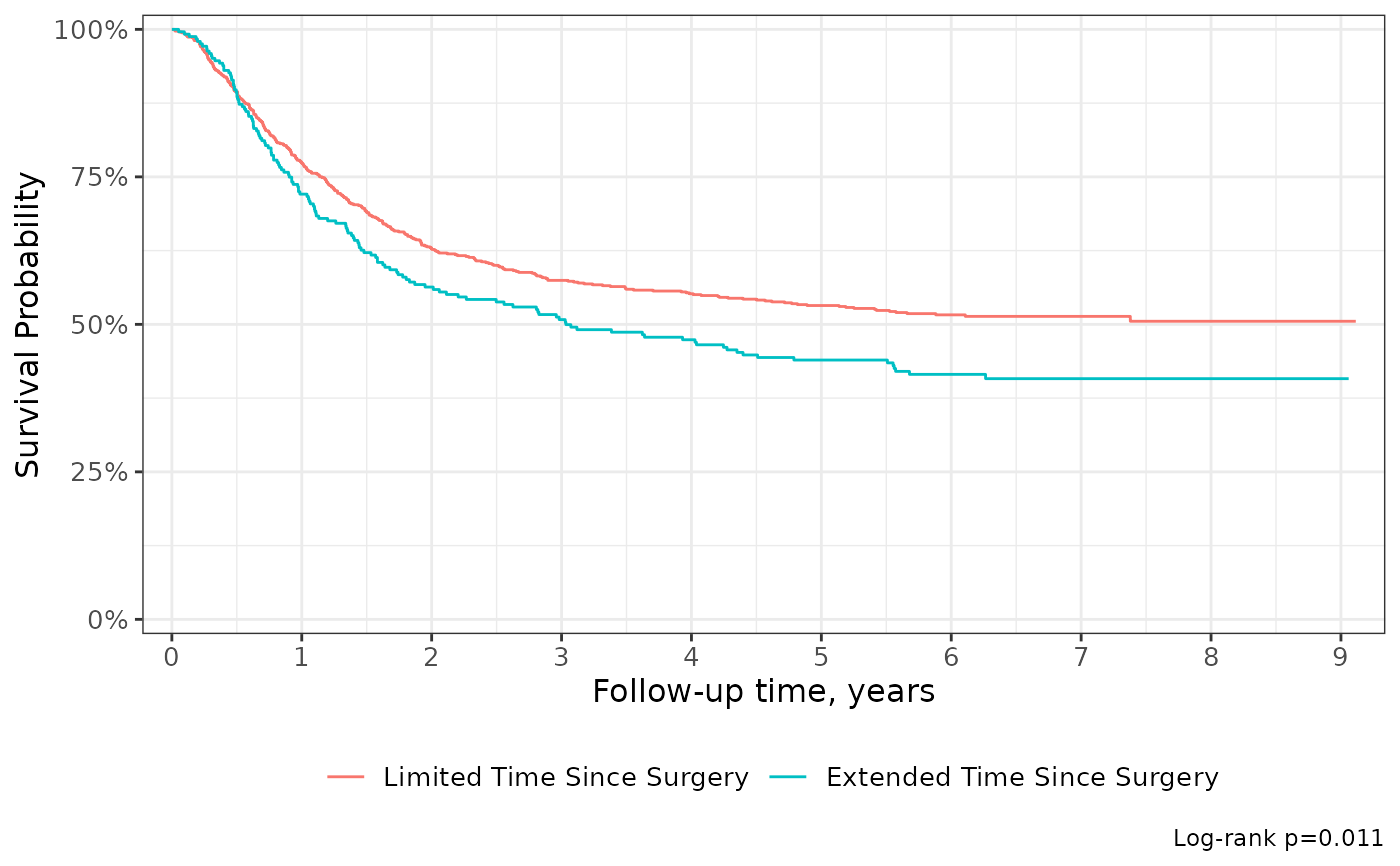 100%
75%
50%
25%
0%
Survival Probability
0 1 2 3 4 5 6 7 8 9
Follow-up time, years
Limited Time Since Surgery Extended Time Since Surgery
Log-rank p=0.011